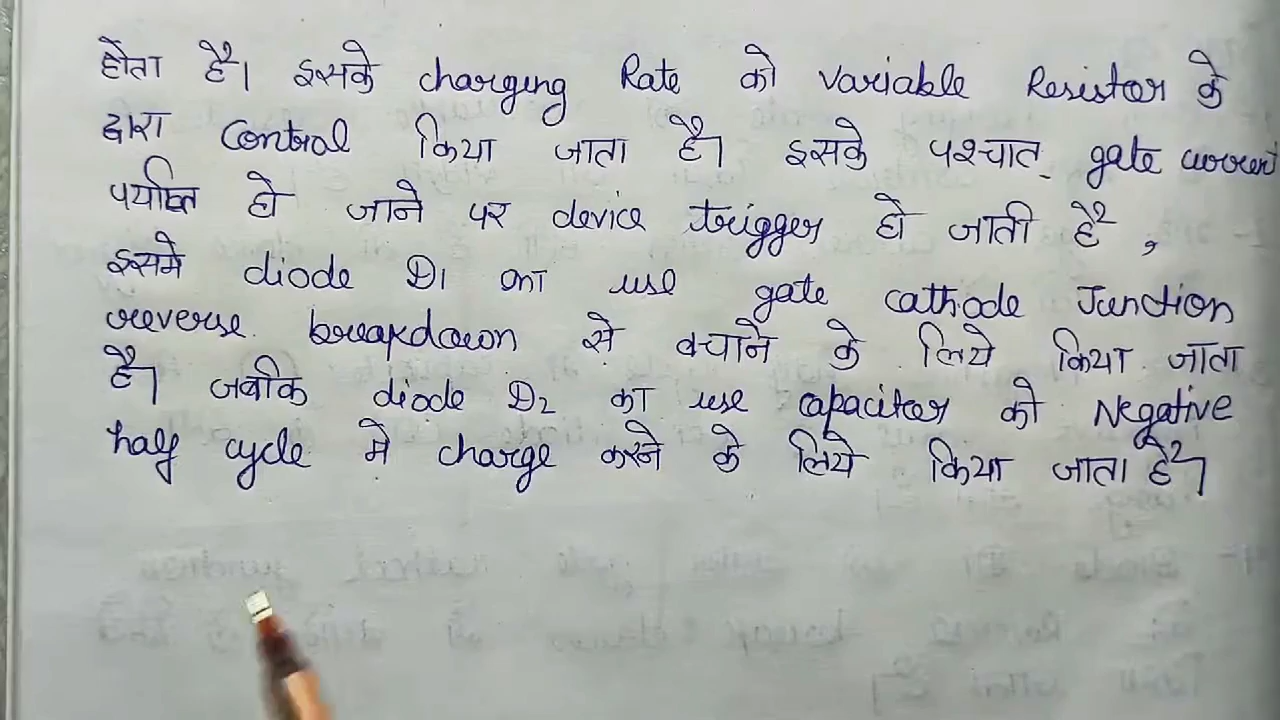 होता है। इसके charging Rate को variable Resistor के
द्वारा control किया जाता है। इसके पश्चात gate current
पर्याप्त हो जाने पर device trigger हो जाती है,
इसमे diode D1 का use gate cathode Junction
reverse breakdown से बचाने के लिये किया जाता
है। जबकि diode D2 का use capacitor को Negative
half cycle मे charge करने के लिये किया जाता है।